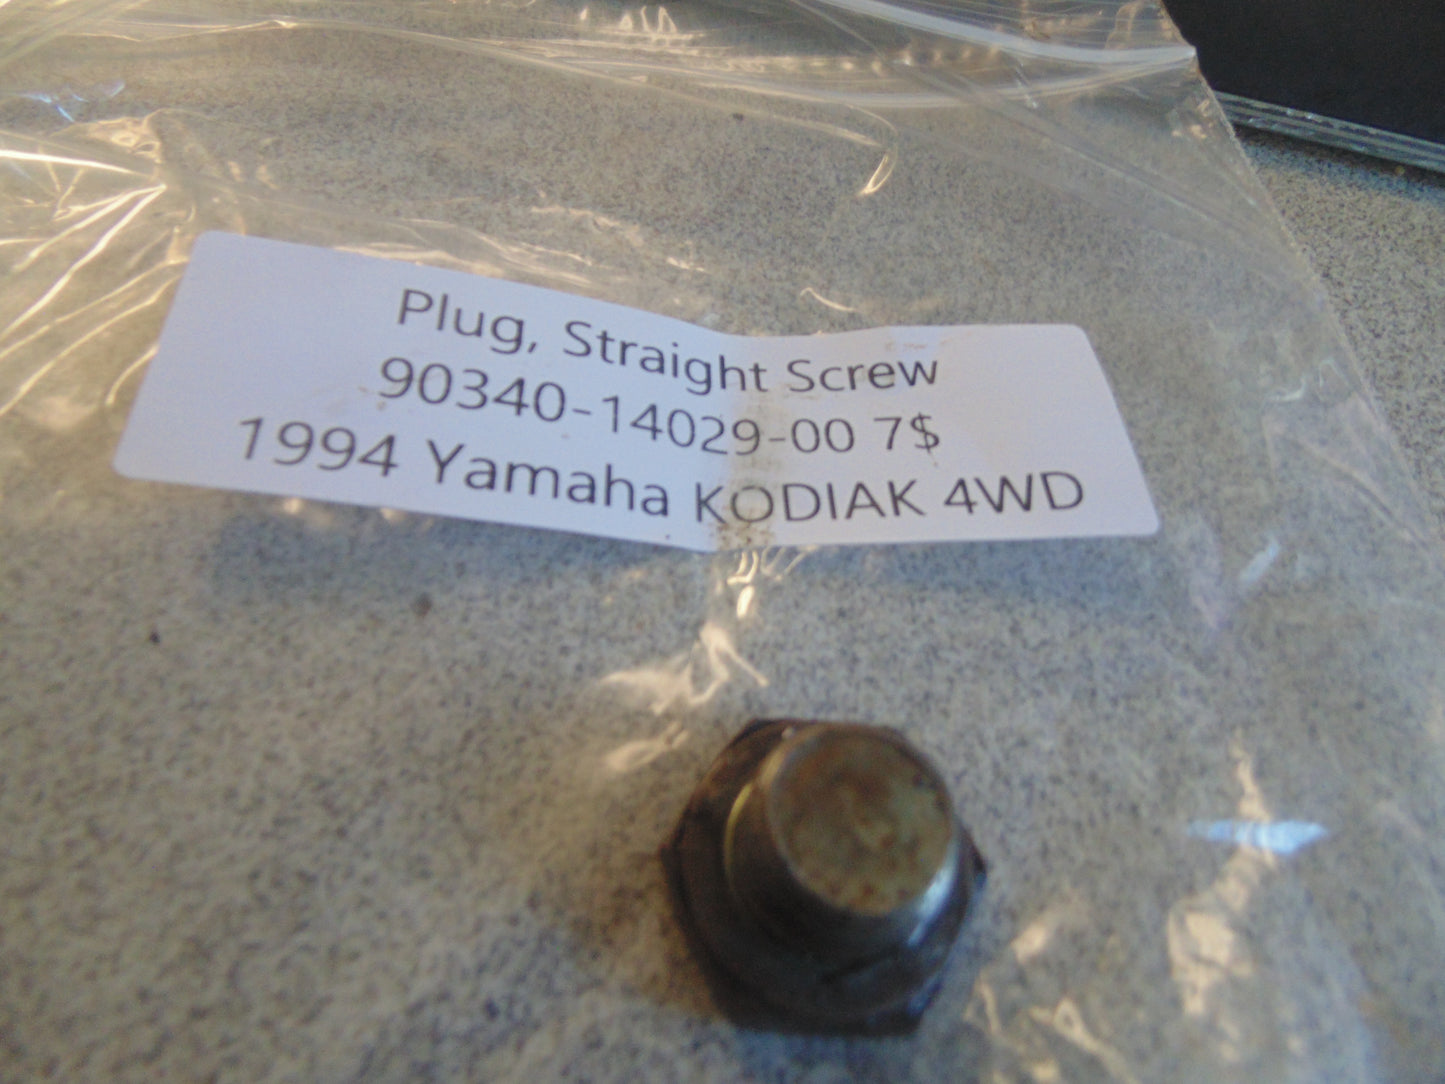 Plug, Straight Screw
90340-14029-00 7$
1994 Yamaha KODIAK 4WD